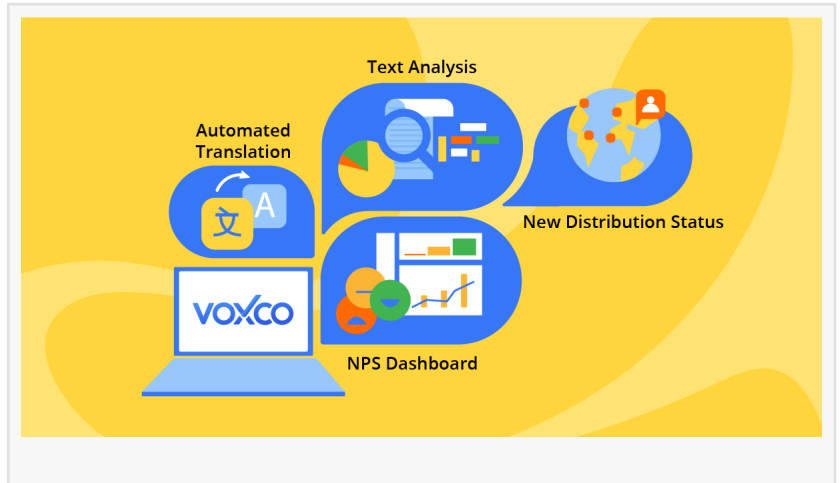 Text Analysis
Automated
Translation
文
A
New Distribution Status
VOXCO
NPS Dashboard